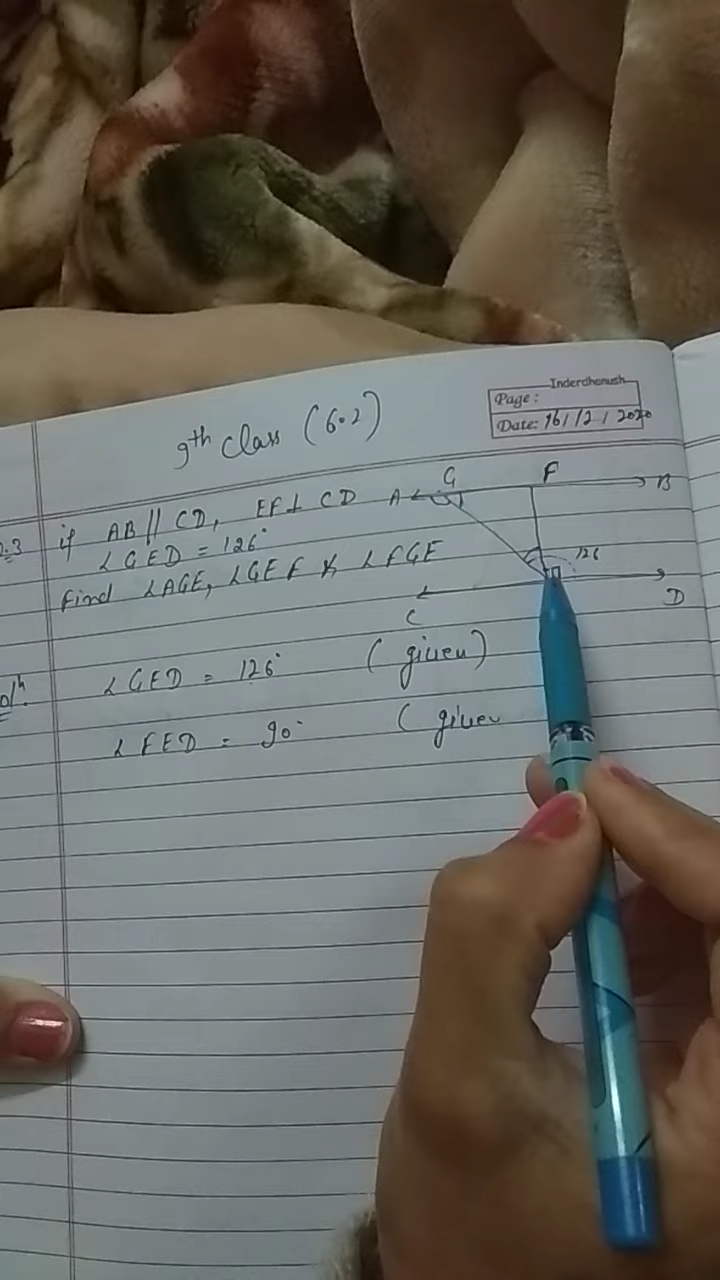 Inderdhanush
Page :
Date: 16/12/2020
9th class (6.2)
Q.3 if AB || CD, EF ⊥ CD
∠GED = 126°
find ∠AGE, ∠GEF & ∠FGE
A G F B
126
C D
Solⁿ. ∠GED = 126° (given)
∠FED = 90° (given